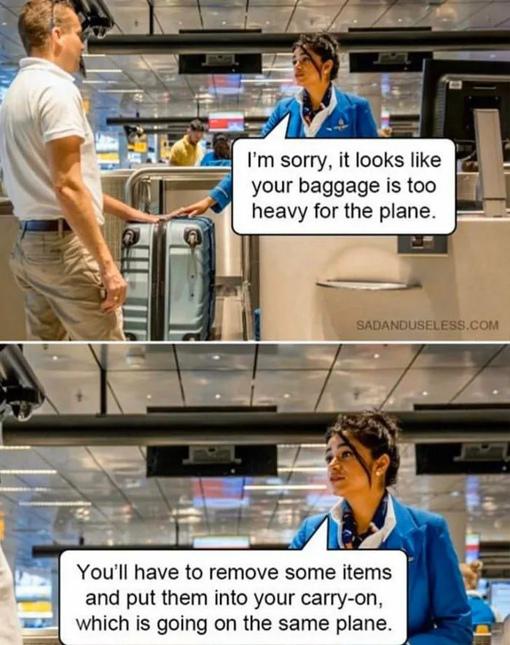 I'm sorry, it looks like
your baggage is too
heavy for the plane.
SADANDUSELESS.COM
You'll have to remove some items
and put them into your carry-on,
which is going on the same plane.